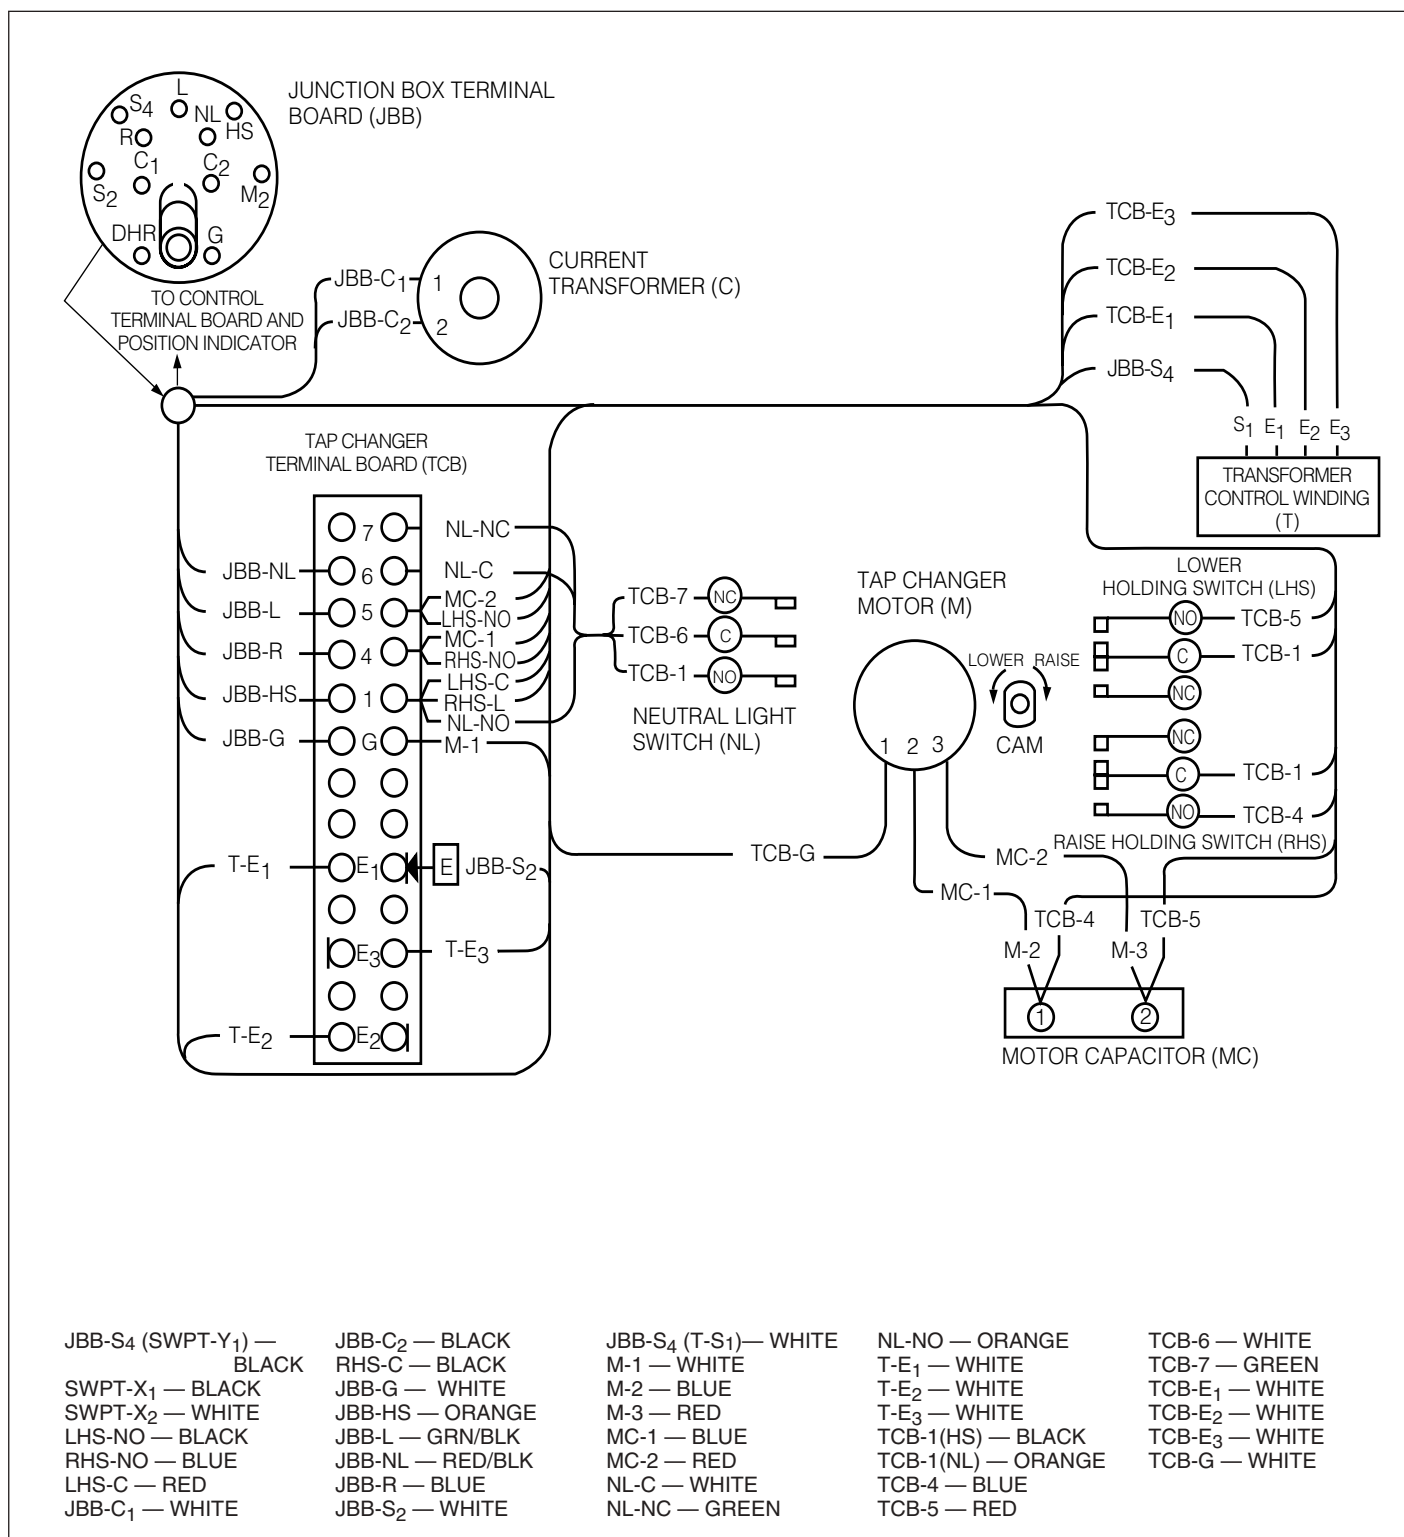 JUNCTION BOX TERMINAL
BOARD (JBB)
L
S4
NL
HS
R
C1
C2
S2
M2
DHR
G
TO CONTROL
TERMINAL BOARD AND
POSITION INDICATOR
JBB-C1
1
JBB-C2
2
CURRENT
TRANSFORMER (C)
TCB-E3
TCB-E2
TCB-E1
JBB-S4
S1
E1
E2
E3
TRANSFORMER
CONTROL WINDING
(T)
TAP CHANGER
TERMINAL BOARD (TCB)
7
NL-NC
JBB-NL
6
NL-C
JBB-L
5
MC-2
LHS-NO
JBB-R
4
MC-1
RHS-NO
JBB-HS
1
LHS-C
RHS-L
NL-NO
JBB-G
G
M-1
T-E1
E1
E
JBB-S2
E3
T-E3
T-E2
E2
TCB-7
NC
TCB-6
C
TCB-1
NO
NEUTRAL LIGHT
SWITCH (NL)
TAP CHANGER
MOTOR (M)
1
2
3
LOWER
RAISE
CAM
LOWER
HOLDING SWITCH (LHS)
NO
TCB-5
C
TCB-1
NC
NC
C
TCB-1
NO
TCB-4
RAISE HOLDING SWITCH (RHS)
TCB-G
MC-2
MC-1
TCB-4
TCB-5
M-2
M-3
1
2
MOTOR CAPACITOR (MC)
JBB-S4 (SWPT-Y1) —
BLACK
SWPT-X1 — BLACK
SWPT-X2 — WHITE
LHS-NO — BLACK
RHS-NO — BLUE
LHS-C — RED
JBB-C1 — WHITE
JBB-C2 — BLACK
RHS-C — BLACK
JBB-G — WHITE
JBB-HS — ORANGE
JBB-L — GRN/BLK
JBB-NL — RED/BLK
JBB-R — BLUE
JBB-S2 — WHITE
JBB-S4 (T-S1)— WHITE
M-1 — WHITE
M-2 — BLUE
M-3 — RED
MC-1 — BLUE
MC-2 — RED
NL-C — WHITE
NL-NC — GREEN
NL-NO — ORANGE
T-E1 — WHITE
T-E2 — WHITE
T-E3 — WHITE
TCB-1(HS) — BLACK
TCB-1(NL) — ORANGE
TCB-4 — BLUE
TCB-5 — RED
TCB-6 — WHITE
TCB-7 — GREEN
TCB-E1 — WHITE
TCB-E2 — WHITE
TCB-E3 — WHITE
TCB-G — WHITE